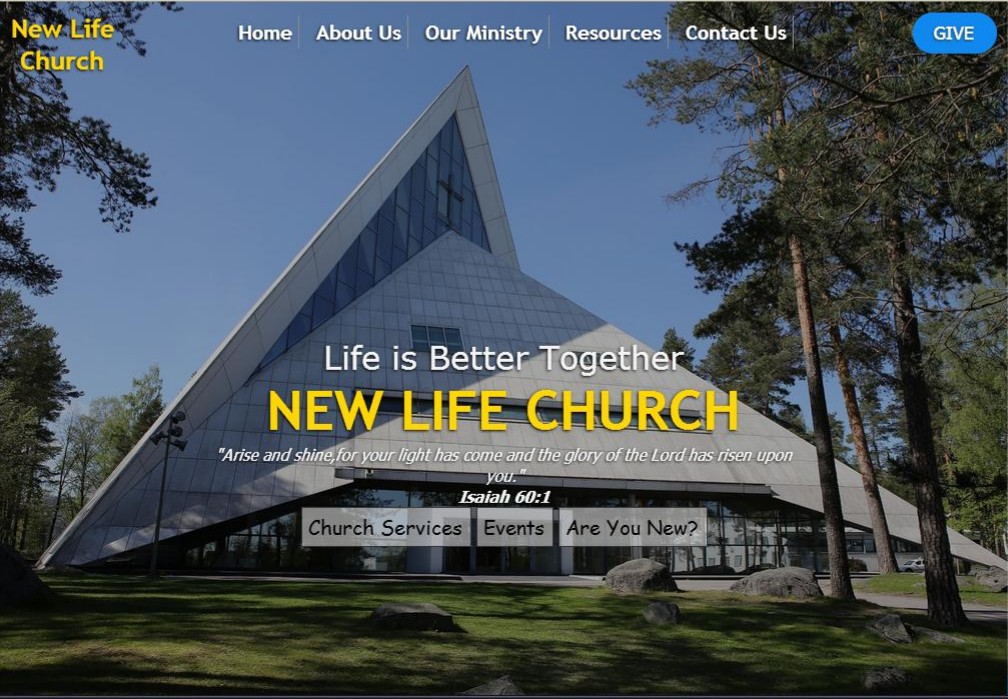 New Life
Church
Home
About Us
Our Ministry
Resources
Contact Us
GIVE
Life is Better Together
NEW LIFE CHURCH
"Arise and shine,for your light has come and the glory of the Lord has risen upon
you."
Isaiah 60:1
Church Services
Events
Are You New?